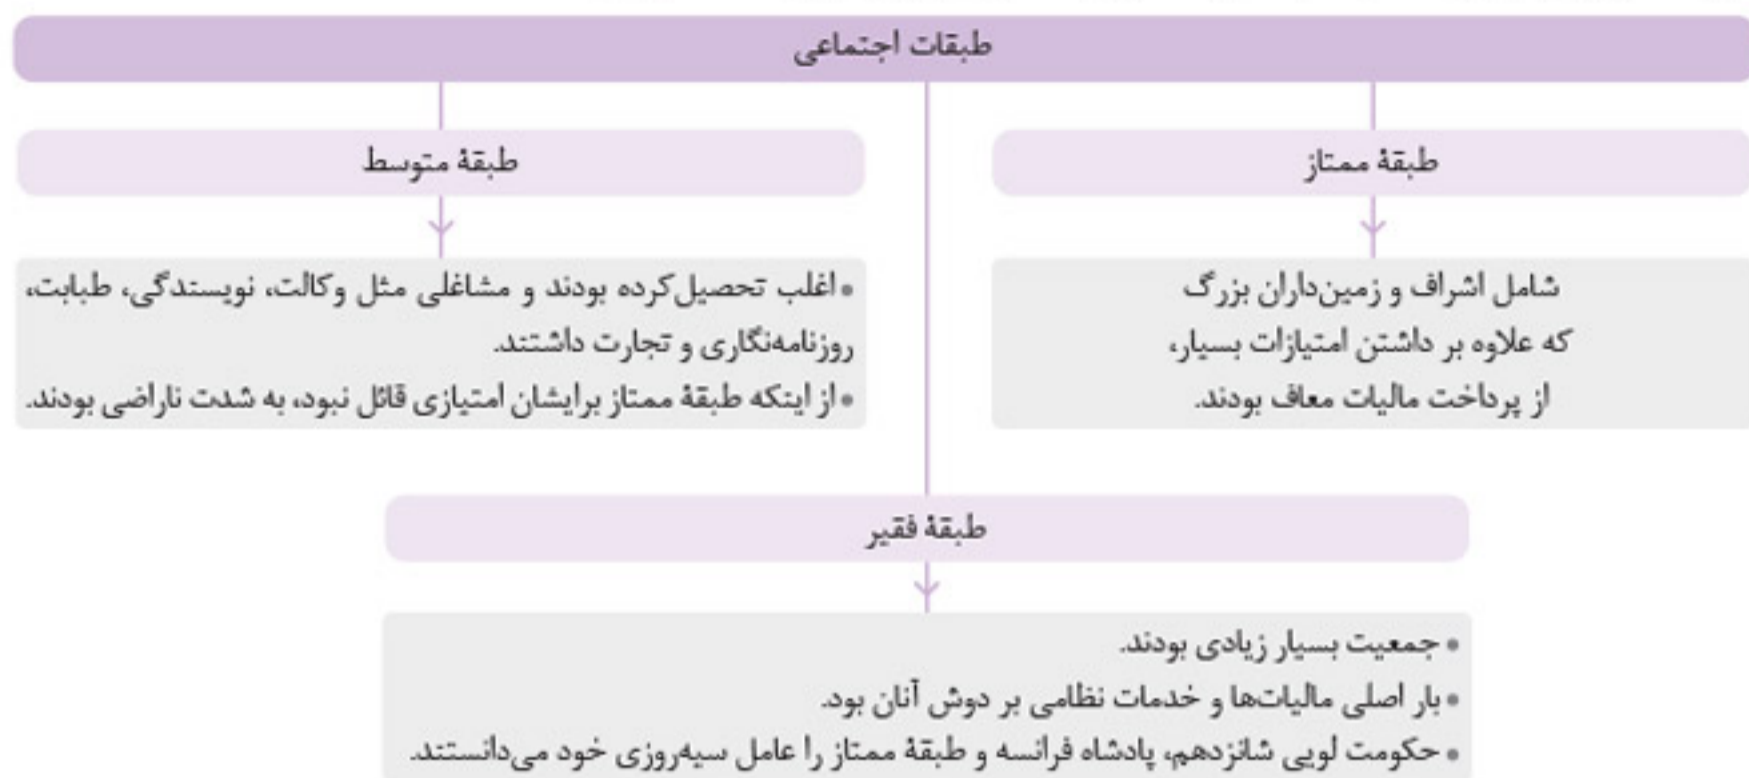 طبقات اجتماعی
طبقهٔ ممتاز
شامل اشراف و زمین‌داران بزرگ
که علاوه بر داشتن امتیازات بسیار،
از پرداخت مالیات معاف بودند.
طبقهٔ متوسط
• اغلب تحصیل‌کرده بودند و مشاغلی مثل وکالت، نویسندگی، طبابت،
روزنامه‌نگاری و تجارت داشتند.
• از اینکه طبقهٔ ممتاز برایشان امتیازی قائل نبود، به شدت ناراضی بودند.
طبقهٔ فقیر
• جمعیت بسیار زیادی بودند.
• بار اصلی مالیات‌ها و خدمات نظامی بر دوش آنان بود.
• حکومت لویی شانزدهم، پادشاه فرانسه و طبقهٔ ممتاز را عامل سیه‌روزی خود می‌دانستند.